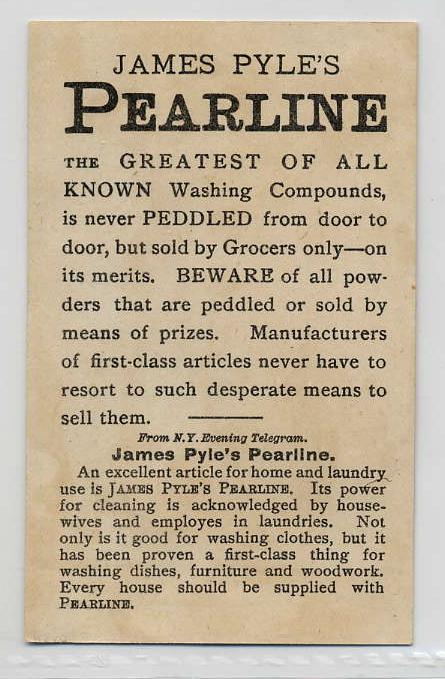 JAMES PYLE'S
PEARLINE
THE GREATEST OF ALL
KNOWN Washing Compounds,
is never PEDDLED from door to
door, but sold by Grocers only—on
its merits. BEWARE of all pow-
ders that are peddled or sold by
means of prizes. Manufacturers
of first-class articles never have to
resort to such desperate means to
sell them.
From N.Y. Evening Telegram.
James Pyle's Pearline.
An excellent article for home and laundry
use is JAMES PYLE'S PEARLINE. Its power
for cleaning is acknowledged by house-
wives and employes in laundries. Not
only is it good for washing clothes, but it
has been proven a first-class thing for
washing dishes, furniture and woodwork.
Every house should be supplied with
PEARLINE.